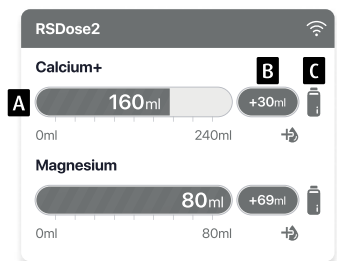 RSDose2
Calcium+
B
C
A
160ml
+30ml
0ml
240ml
Magnesium
80ml
+69ml
0ml
80ml